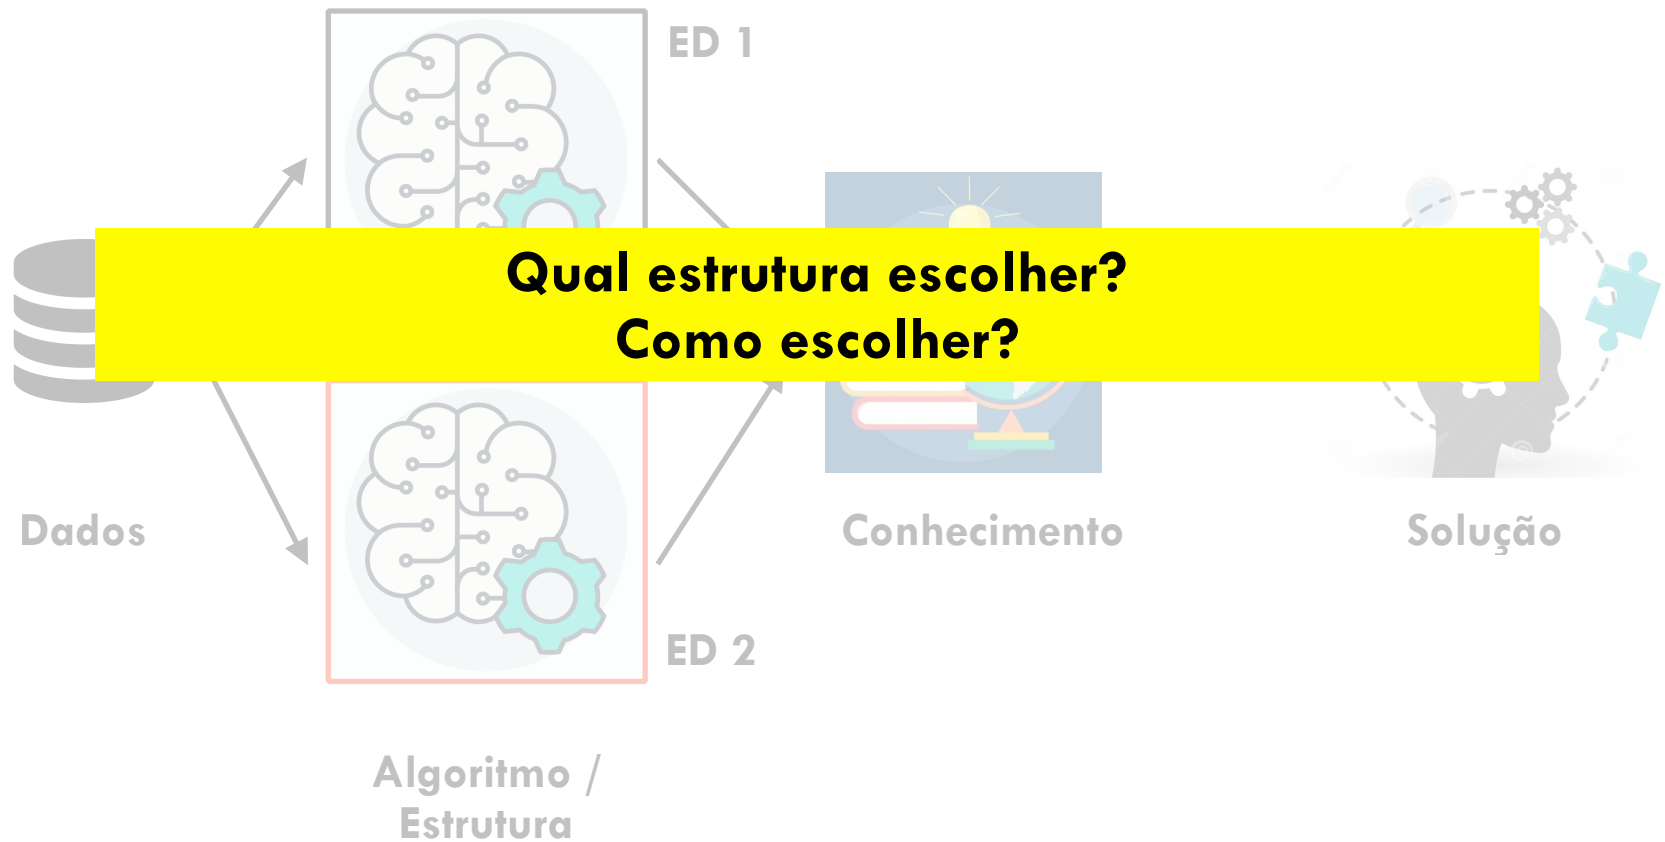 ED 1
Qual estrutura escolher?
Como escolher?
Dados
Conhecimento
Solução
ED 2
Algoritmo /
Estrutura